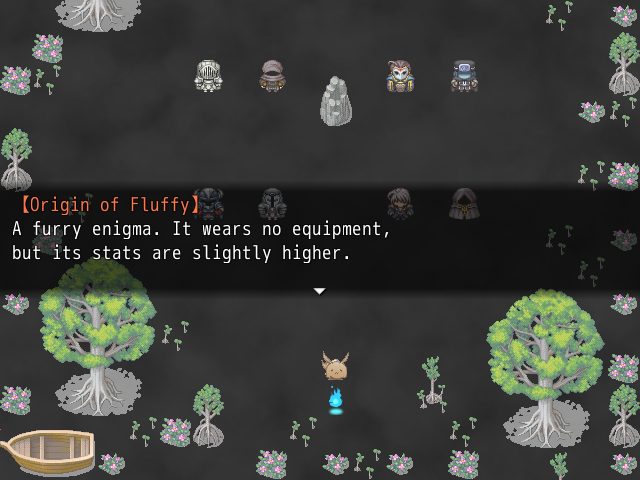 【Origin of Fluffy】
A furry enigma. It wears no equipment,
but its stats are slightly higher.